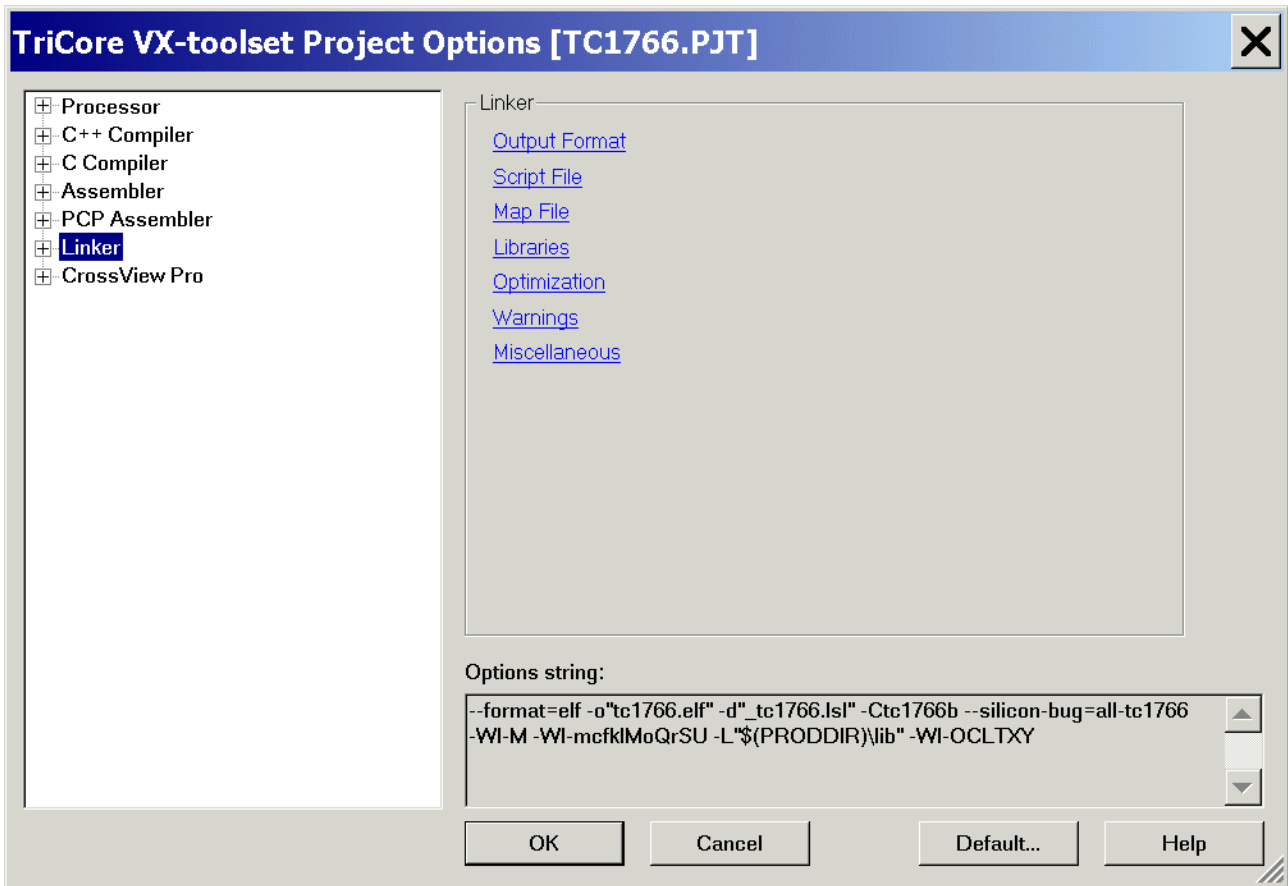 TriCore VX-toolset Project Options [TC1766.PJT]
Processor
C++ Compiler
C Compiler
Assembler
PCP Assembler
Linker
CrossView Pro
Linker
Output Format
Script File
Map File
Libraries
Optimization
Warnings
Miscellaneous
Options string:
--format=elf -o"tc1766.elf" -d"_tc1766.lsl" -Ctc1766b --silicon-bug=all-tc1766
-Wl-M -Wl-mcfklMoQrSU -L"$(PRODDIR)\lib" -Wl-OCLTXY
OK
Cancel
Default...
Help